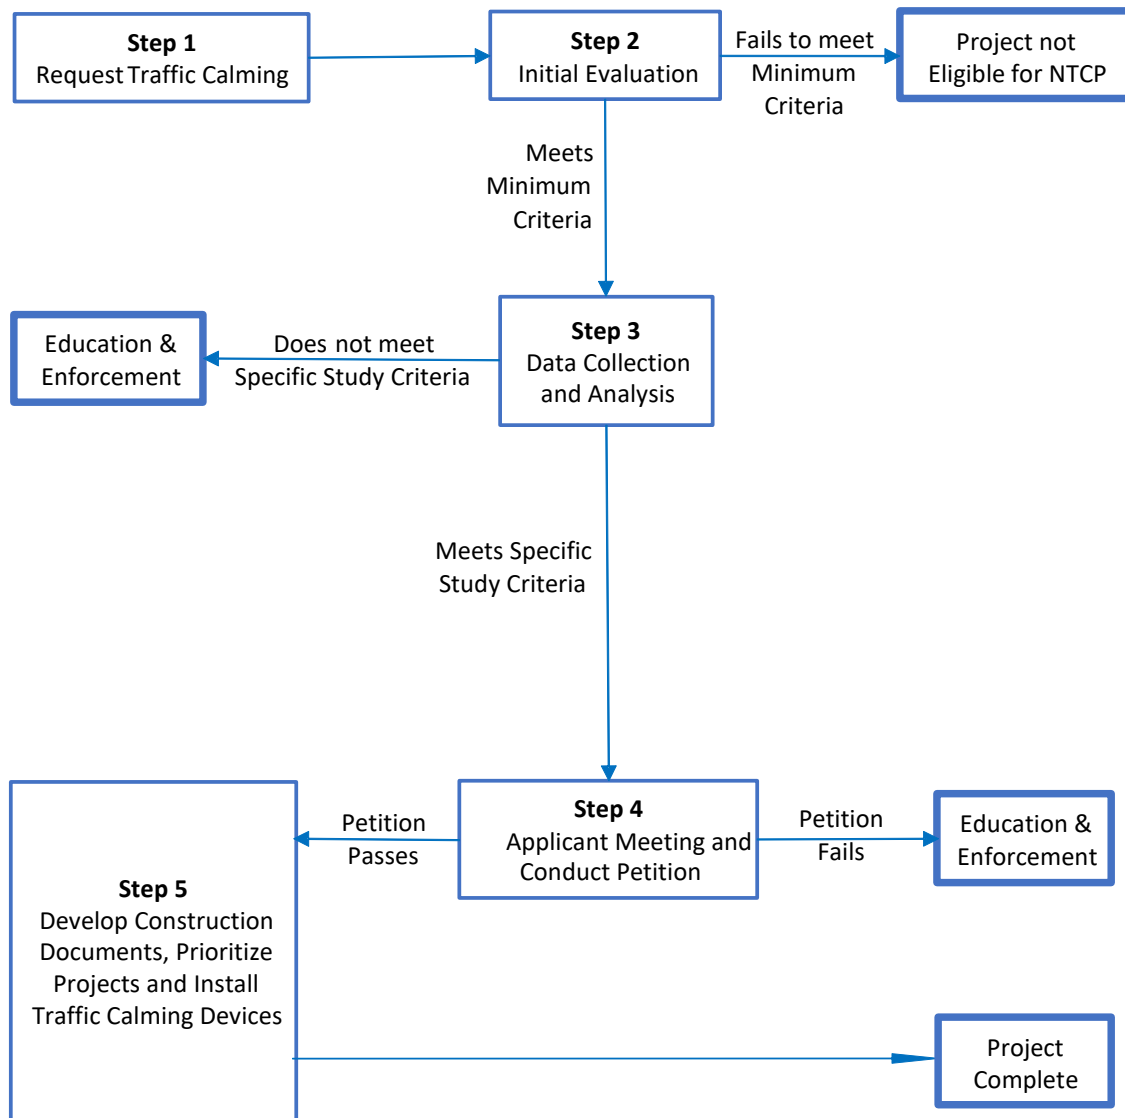 Step 1
Request Traffic Calming
Step 2
Initial Evaluation
Fails to meet
Minimum
Criteria
Project not
Eligible for NTCP
Meets
Minimum
Criteria
Education &
Enforcement
Does not meet
Specific Study Criteria
Step 3
Data Collection
and Analysis
Meets Specific
Study Criteria
Step 4
Applicant Meeting and
Conduct Petition
Petition
Passes
Petition
Fails
Education &
Enforcement
Step 5
Develop Construction
Documents, Prioritize
Projects and Install
Traffic Calming Devices
Project
Complete